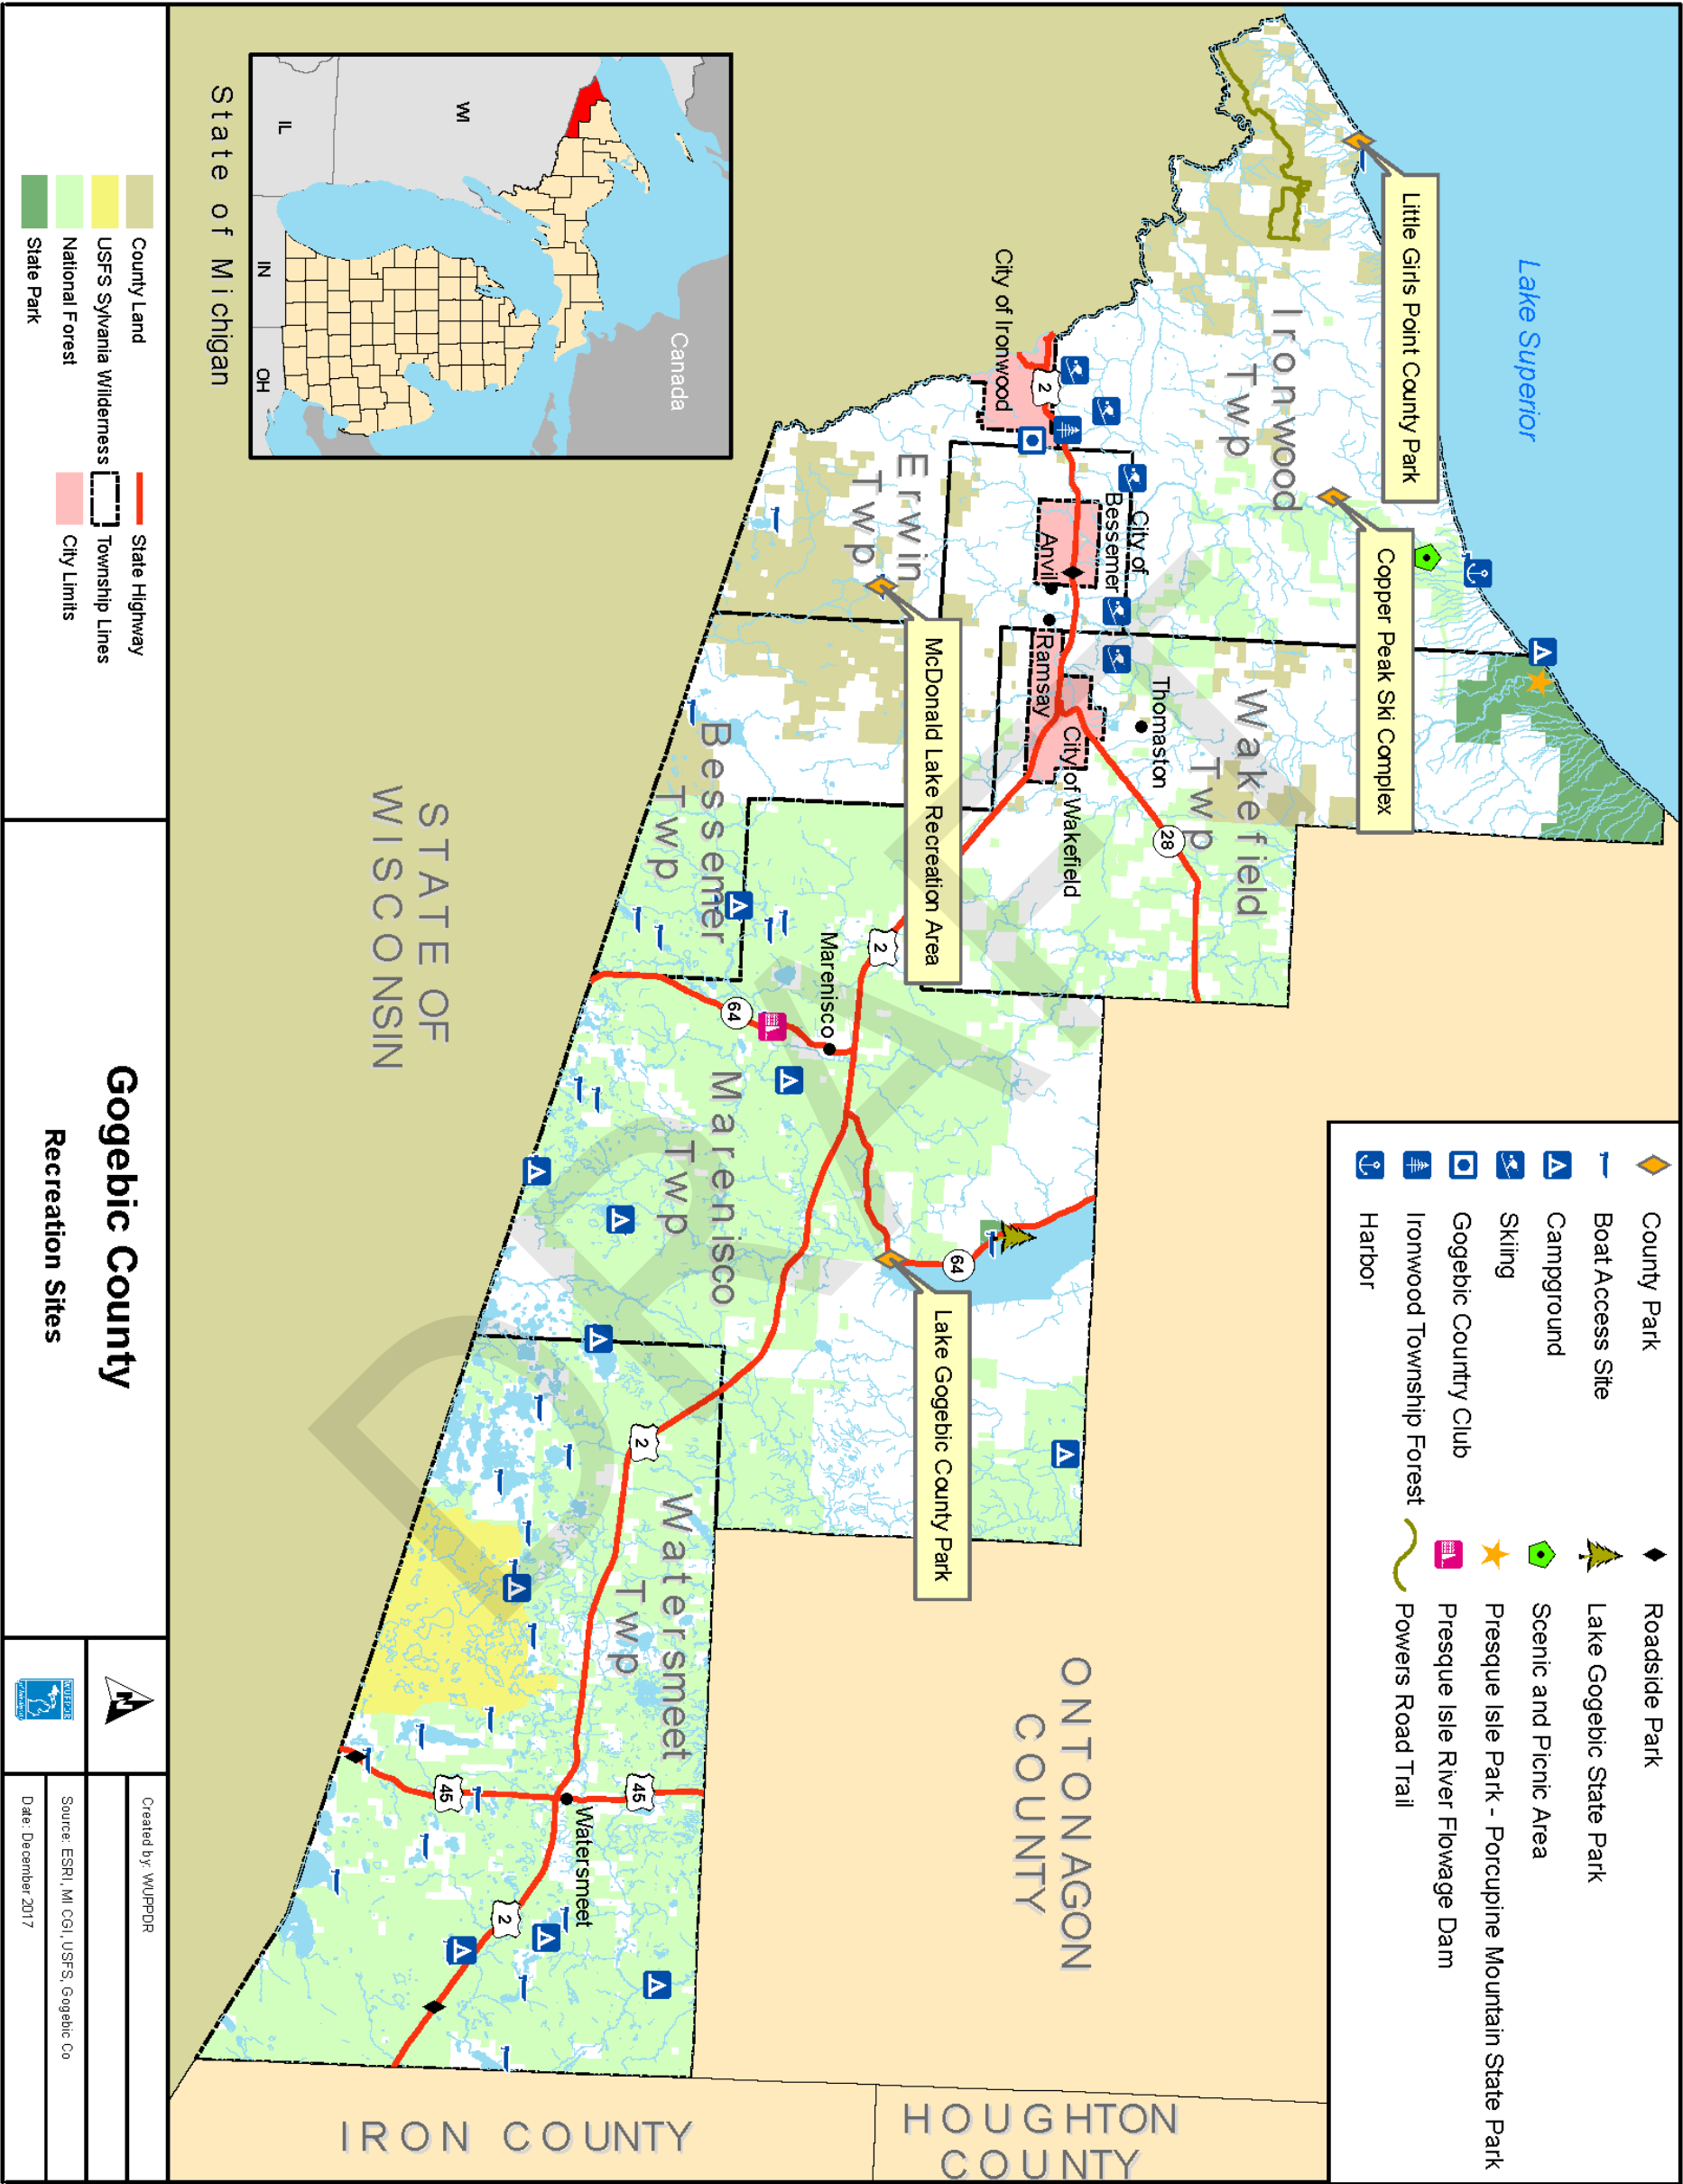 Lake Superior
Little Girls Point County Park
Copper Peak Ski Complex
Ironwood
Twp
City of Ironwood
2
City of
Bessemer
Anvil
Ramsay
Thomaston
Wakefield
Twp
City of Wakefield
28
Erwin
Twp
McDonald Lake Recreation Area
Bessemer
Twp
2
Marenisco
64
Marenisco
Twp
64
Lake Gogebic County Park
2
Watersmeet
Twp
45
45
Watersmeet
2
STATE OF
WISCONSIN
ONTONAGON
COUNTY
HOUGHTON
COUNTY
IRON COUNTY
DRAFT
County Park
Boat Access Site
Campground
Skiing
Gogebic Country Club
Ironwood Township Forest
Harbor
Roadside Park
Lake Gogebic State Park
Scenic and Picnic Area
Presque Isle Park - Porcupine Mountain State Park
Presque Isle River Flowage Dam
Powers Road Trail
Canada
WI
IL
IN
OH
State of Michigan
County Land
USFS Sylvania Wilderness
National Forest
State Park
State Highway
Township Lines
City Limits
Gogebic County
Recreation Sites
N
WUPPDR
Created by: WUPPDR
Source: ESRI, MI CGI, USFS, Gogebic Co
Date: December 2017